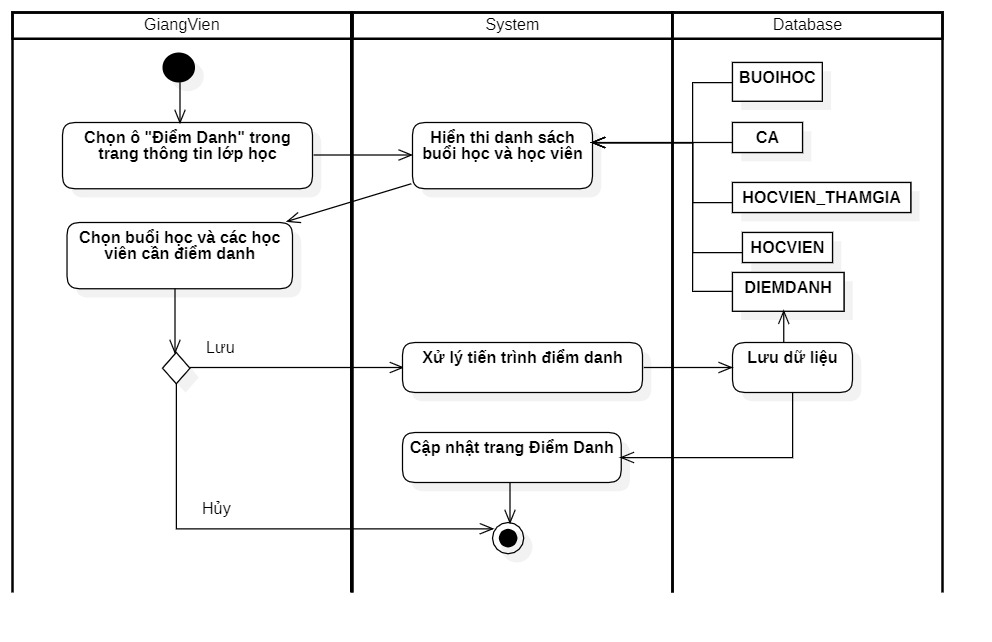 GiangVien
System
Database
BUOIHOC
Chọn ô "Điểm Danh" trong
trang thông tin lớp học
Hiển thi danh sách
buổi học và học viên
CA
HOCVIEN_THAMGIA
Chọn buổi học và các học
viên cần điểm danh
HOCVIEN
DIEMDANH
Lưu
Xử lý tiến trình điểm danh
Lưu dữ liệu
Cập nhật trang Điểm Danh
Hủy